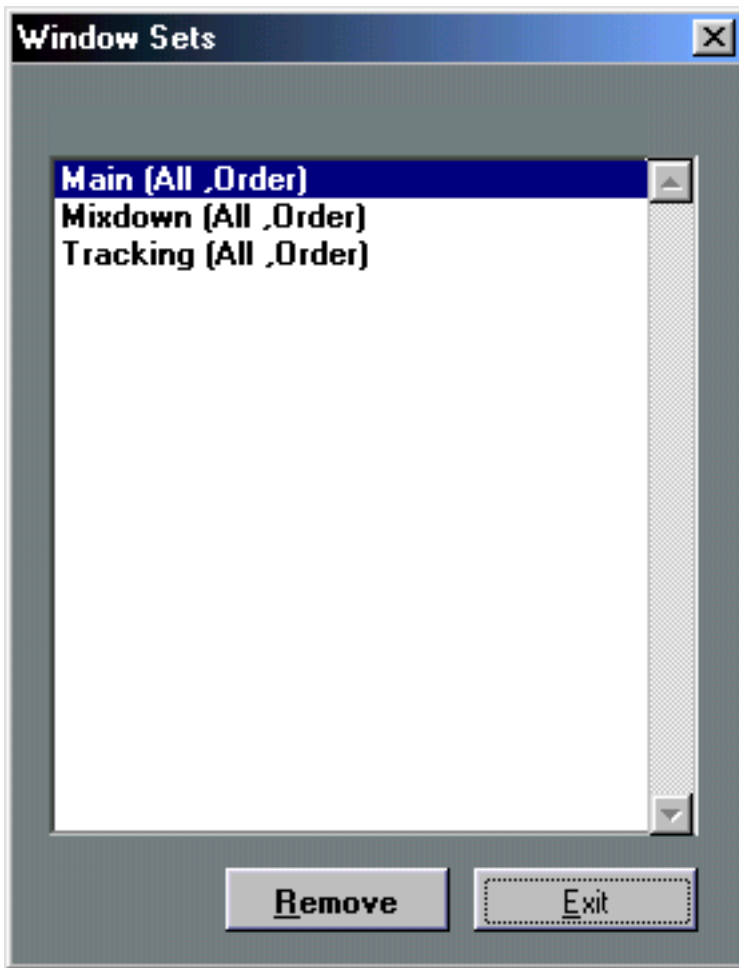 Window Sets
Main (All ,Order)
Mixdown (All ,Order)
Tracking (All ,Order)
Remove
Exit